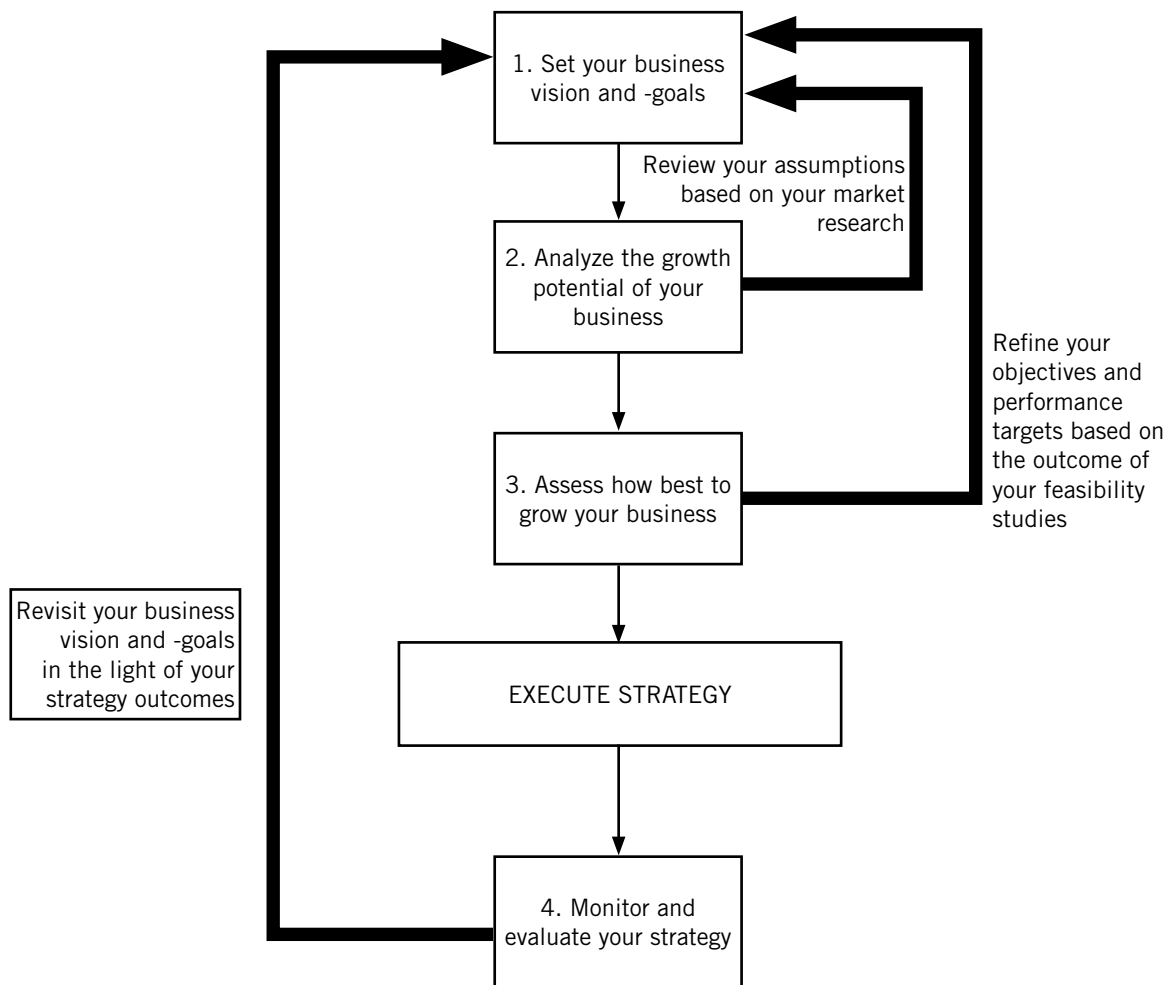 1. Set your business
vision and -goals
Review your assumptions
based on your market
research
2. Analyze the growth
potential of your
business
Refine your
objectives and
performance
targets based on
the outcome of
your feasibility
studies
3. Assess how best to
grow your business
Revisit your business
vision and -goals
in the light of your
strategy outcomes
EXECUTE STRATEGY
4. Monitor and
evaluate your strategy